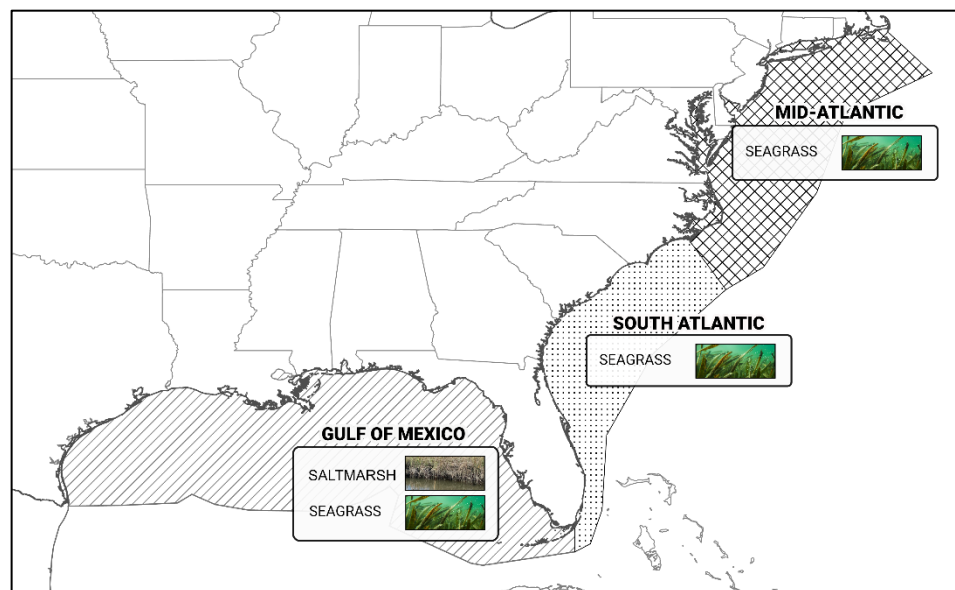 MID-ATLANTIC
SEAGRASS
SOUTH ATLANTIC
SEAGRASS
GULF OF MEXICO
SALTMARSH
SEAGRASS